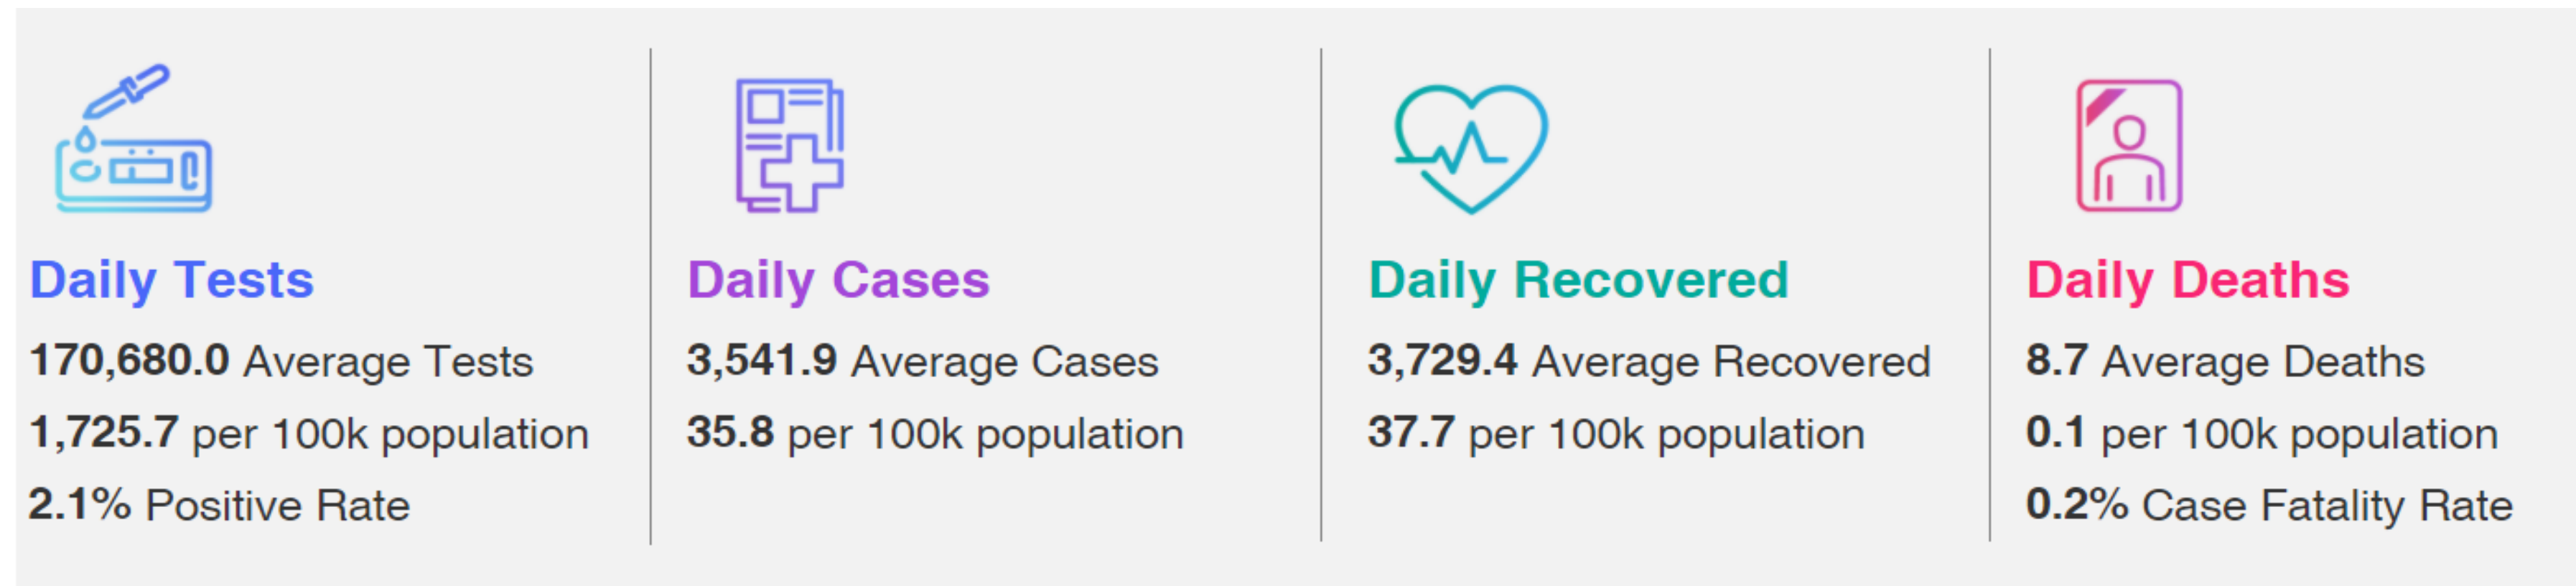 Daily Tests
170,680.0 Average Tests
1,725.7 per 100k population
2.1% Positive Rate
Daily Cases
3,541.9 Average Cases
35.8 per 100k population
Daily Recovered
3,729.4 Average Recovered
37.7 per 100k population
Daily Deaths
8.7 Average Deaths
0.1 per 100k population
0.2% Case Fatality Rate